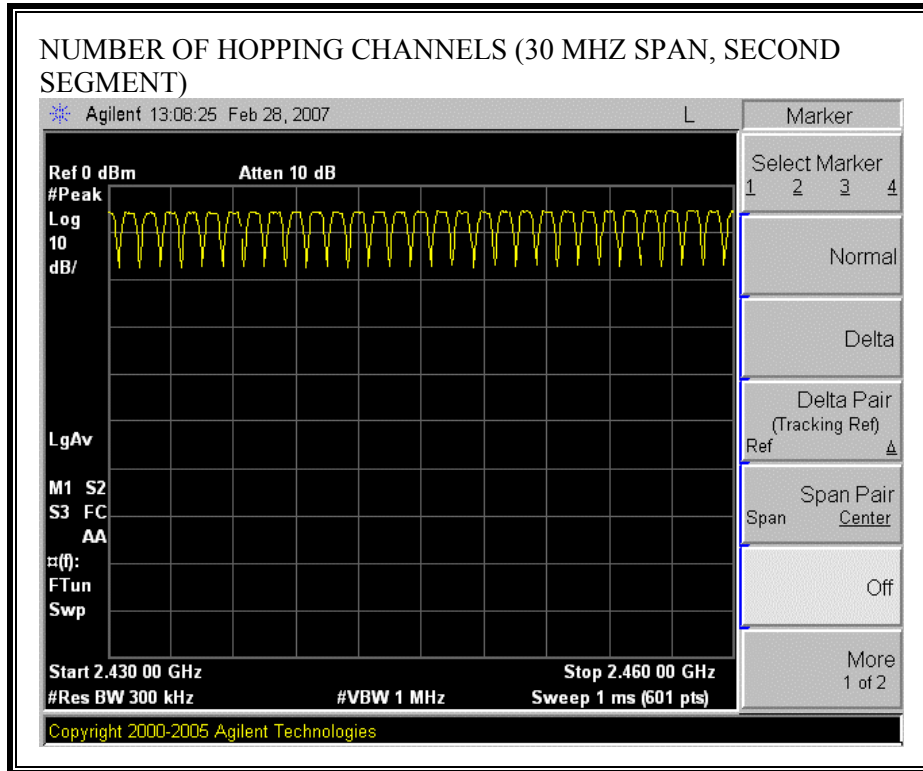 NUMBER OF HOPPING CHANNELS (30 MHZ SPAN, SECOND
SEGMENT)
Agilent 13:08:25 Feb 28, 2007 L
Marker
Select Marker
1 2 3 4
Normal
Delta
Delta Pair
(Tracking Ref)
Ref Δ
Span Pair
Span Center
Off
More
1 of 2
Ref 0 dBm Atten 10 dB
#Peak
Log
10
dB/
LgAv
M1 S2
S3 FC
AA
¤(f):
FTun
Swp
Start 2.430 00 GHz Stop 2.460 00 GHz
#Res BW 300 kHz #VBW 1 MHz Sweep 1 ms (601 pts)
Copyright 2000-2005 Agilent Technologies